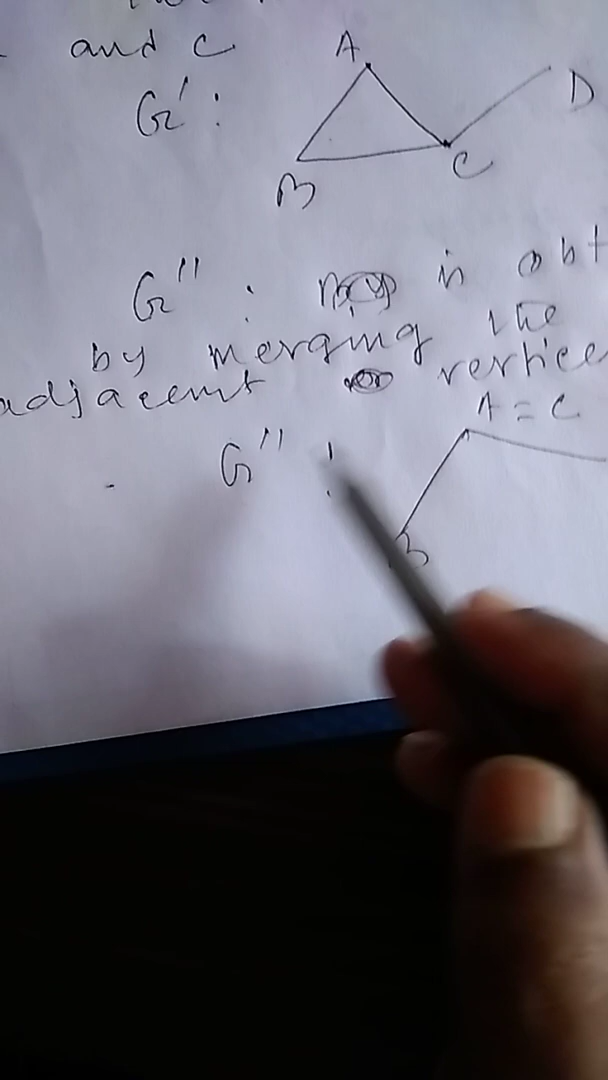 and C
A
G' :
D
C
B
G" : is obt
by merging the
adjacent vertice
A = C
G" :
B